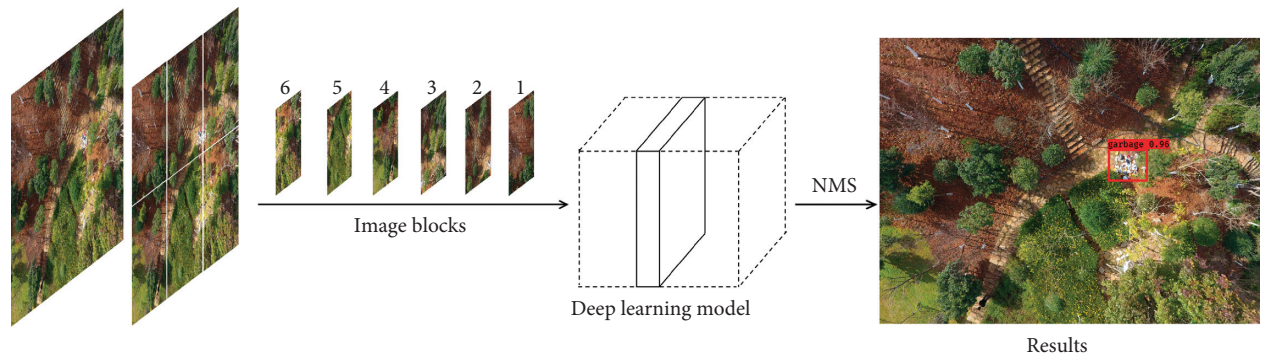 6 5 4 3 2 1
Image blocks
Deep learning model
NMS
garbage 0.96
Results